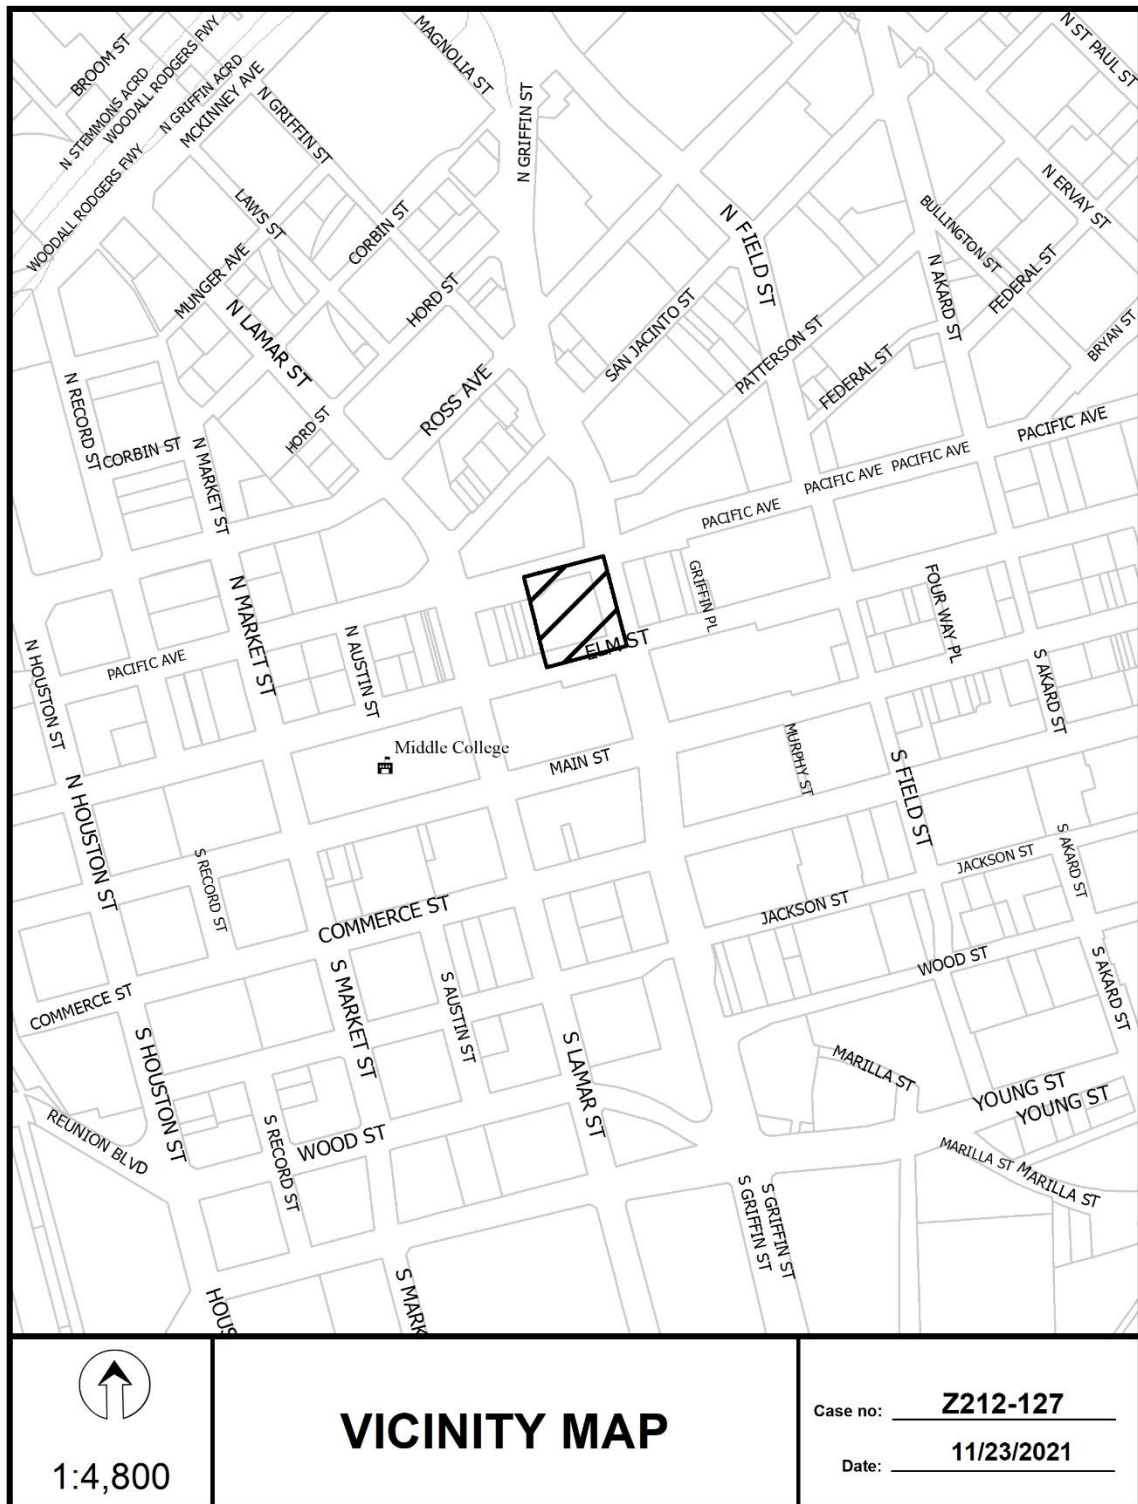 BROOM ST
N STEMMONS ACRD
WOODALL RODGERS FWY
N GRIFFIN ACRD
MCKINNEY AVE
WOODALL RODGERS FWY
N GRIFFIN ST
MAGNOLIA ST
N GRIFFIN ST
N ST PAUL ST
LAWS ST
CORBIN ST
MUNGER AVE
HORD ST
N LAMAR ST
N FIELD ST
BULLINGTON ST
N ERVAY ST
N AKARD ST
FEDERAL ST
BRYAN ST
SAN JACINTO ST
PATTERSON ST
FEDERAL ST
ROSS AVE
HORD ST
N RECORD ST
CORBIN ST
N MARKET ST
PACIFIC AVE
PACIFIC AVE
PACIFIC AVE
PACIFIC AVE
GRIFFIN PL
FOUR WAY PL
N MARKET ST
N AUSTIN ST
PACIFIC AVE
N HOUSTON ST
ELM ST
S AKARD ST
Middle College
MAIN ST
MURPHY ST
S FIELD ST
N HOUSTON ST
S RECORD ST
COMMERCE ST
JACKSON ST
JACKSON ST
S AKARD ST
WOOD ST
S AKARD ST
COMMERCE ST
S MARKET ST
S AUSTIN ST
S LAMAR ST
S HOUSTON ST
MARILLA ST
YOUNG ST
YOUNG ST
REUNION BLVD
S RECORD ST
WOOD ST
MARILLA ST
MARILLA ST
S GRIFFIN ST
S GRIFFIN ST
HOUS
S MARK
1:4,800
VICINITY MAP
Case no: Z212-127
Date: 11/23/2021